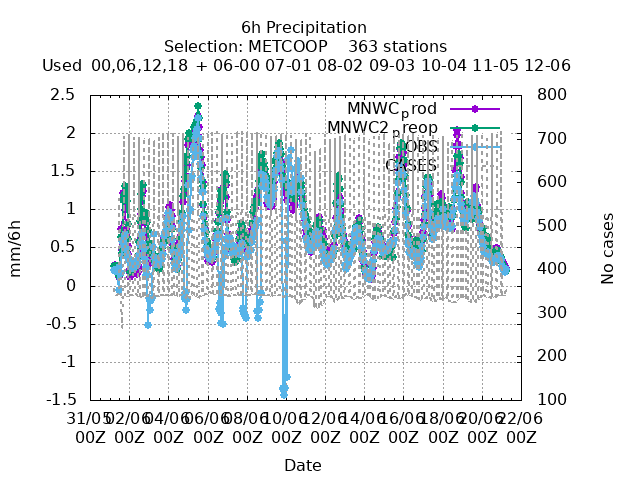 6h Precipitation
Selection: METCOOP 363 stations
Used 00,06,12,18 + 06-00 07-01 08-02 09-03 10-04 11-05 12-06
MNWCprod
MNWC2preop
OBS
CASES
2.5
2
1.5
1
0.5
0
-0.5
-1
-1.5
mm/6h
800
700
600
500
400
300
200
100
No cases
31/05 02/06 04/06 06/06 08/06 10/06 12/06 14/06 16/06 18/06 20/06 22/06
00Z 00Z 00Z 00Z 00Z 00Z 00Z 00Z 00Z 00Z 00Z 00Z
Date